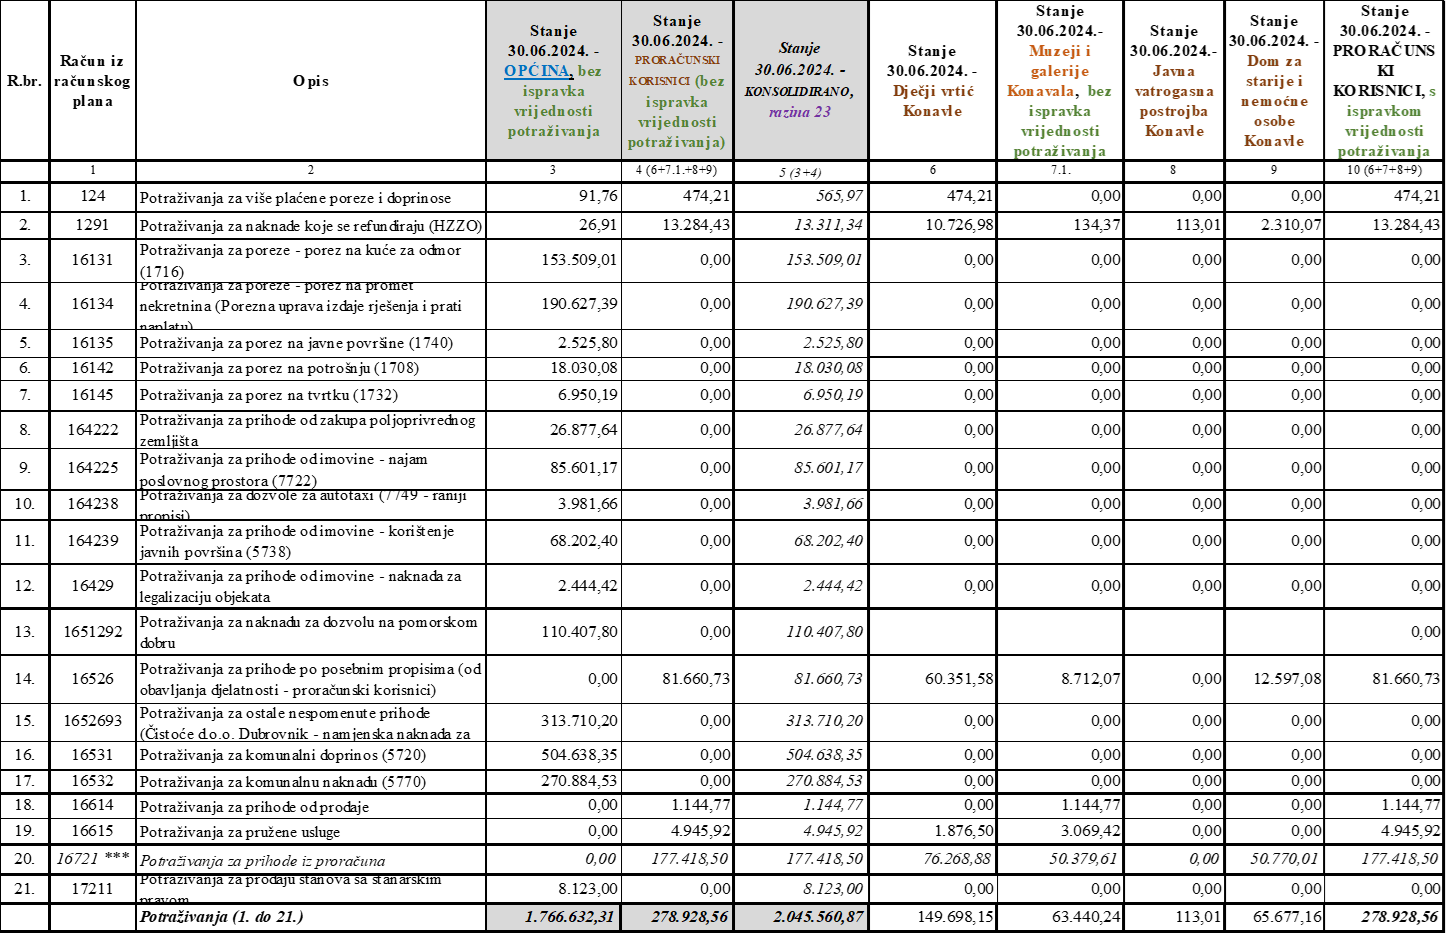 R.br. | Račun iz računskog plana | Opis | Stanje 30.06.2024. - OPĆINA, bez ispravka vrijednosti potraživanja | Stanje 30.06.2024. - PRORAČUNSKI KORISNICI (bez ispravka vrijednosti potraživanja) | Stanje 30.06.2024. - KONSOLIDIRANO, razina 23 | Stanje 30.06.2024. - Dječji vrtić Konavle | Stanje 30.06.2024.- Muzeji i galerije Konavala, bez ispravka vrijednosti potraživanja | Stanje 30.06.2024.- Javna vatrogasna postrojba Konavle | Stanje 30.06.2024. - Dom za starije i nemoćne osobe Konavle | Stanje 30.06.2024. - PRORAČUNSKI KORISNICI, s ispravkom vrijednosti potraživanja
1 | 2 | 3 | 4 (6+7.1.+8+9) | 5 (3+4) | 6 | 7.1. | 8 | 9 | 10 (6+7+8+9)
1. | 124 | Potraživanja za više plaćene poreze i doprinose | 91,76 | 474,21 | 565,97 | 474,21 | 0,00 | 0,00 | 0,00 | 474,21
2. | 1291 | Potraživanja za naknade koje se refundiraju (HZZO) | 26,91 | 13.284,43 | 13.311,34 | 10.726,98 | 134,37 | 113,01 | 2.310,07 | 13.284,43
3. | 16131 | Potraživanja za poreze - porez na kuće za odmor (1716) | 153.509,01 | 0,00 | 153.509,01 | 0,00 | 0,00 | 0,00 | 0,00 | 0,00
4. | 16134 | Potraživanja za poreze - porez na promet nekretnina (Porezna uprava izdaje rješenja i prati naplatu) | 190.627,39 | 0,00 | 190.627,39 | 0,00 | 0,00 | 0,00 | 0,00 | 0,00
5. | 16135 | Potraživanja za porez na javne površine (1740) | 2.525,80 | 0,00 | 2.525,80 | 0,00 | 0,00 | 0,00 | 0,00 | 0,00
6. | 16142 | Potraživanja za porez na potrošnju (1708) | 18.030,08 | 0,00 | 18.030,08 | 0,00 | 0,00 | 0,00 | 0,00 | 0,00
7. | 16145 | Potraživanja za porez na tvrtku (1732) | 6.950,19 | 0,00 | 6.950,19 | 0,00 | 0,00 | 0,00 | 0,00 | 0,00
8. | 164222 | Potraživanja za prihode od zakupa poljoprivrednog zemljišta | 26.877,64 | 0,00 | 26.877,64 | 0,00 | 0,00 | 0,00 | 0,00 | 0,00
9. | 164225 | Potraživanja za prihode od imovine - najam poslovnog prostora (7722) | 85.601,17 | 0,00 | 85.601,17 | 0,00 | 0,00 | 0,00 | 0,00 | 0,00
10. | 164238 | Potraživanja za dozvole za autotaxi (7749 - raniji propisi) | 3.981,66 | 0,00 | 3.981,66 | 0,00 | 0,00 | 0,00 | 0,00 | 0,00
11. | 164239 | Potraživanja za prihode od imovine - korištenje javnih površina (5738) | 68.202,40 | 0,00 | 68.202,40 | 0,00 | 0,00 | 0,00 | 0,00 | 0,00
12. | 16429 | Potraživanja za prihode od imovine - naknada za legalizaciju objekata | 2.444,42 | 0,00 | 2.444,42 | 0,00 | 0,00 | 0,00 | 0,00 | 0,00
13. | 1651292 | Potraživanja za naknadu za dozvolu na pomorskom dobru | 110.407,80 | 0,00 | 110.407,80 | 0,00
14. | 16526 | Potraživanja za prihode po posebnim propisima (od obavljanja djelatnosti - proračunski korisnici) | 0,00 | 81.660,73 | 81.660,73 | 60.351,58 | 8.712,07 | 0,00 | 12.597,08 | 81.660,73
15. | 1652693 | Potraživanja za ostale nespomenute prihode (Čistoće d.o.o. Dubrovnik - namjenska naknada za | 313.710,20 | 0,00 | 313.710,20 | 0,00 | 0,00 | 0,00 | 0,00 | 0,00
16. | 16531 | Potraživanja za komunalni doprinos (5720) | 504.638,35 | 0,00 | 504.638,35 | 0,00 | 0,00 | 0,00 | 0,00 | 0,00
17. | 16532 | Potraživanja za komunalnu naknadu (5770) | 270.884,53 | 0,00 | 270.884,53 | 0,00 | 0,00 | 0,00 | 0,00 | 0,00
18. | 16614 | Potraživanja za prihode od prodaje | 0,00 | 1.144,77 | 1.144,77 | 0,00 | 1.144,77 | 0,00 | 0,00 | 1.144,77
19. | 16615 | Potraživanja za pružene usluge | 0,00 | 4.945,92 | 4.945,92 | 1.876,50 | 3.069,42 | 0,00 | 0,00 | 4.945,92
20. | 16721 *** | Potraživanja za prihode iz proračuna | 0,00 | 177.418,50 | 177.418,50 | 76.268,88 | 50.379,61 | 0,00 | 50.770,01 | 177.418,50
21. | 17211 | Potraživanja za prodaju stanova sa stanarskim pravom | 8.123,00 | 0,00 | 8.123,00 | 0,00 | 0,00 | 0,00 | 0,00 | 0,00
Potraživanja (1. do 21.) | 1.766.632,31 | 278.928,56 | 2.045.560,87 | 149.698,15 | 63.440,24 | 113,01 | 65.677,16 | 278.928,56